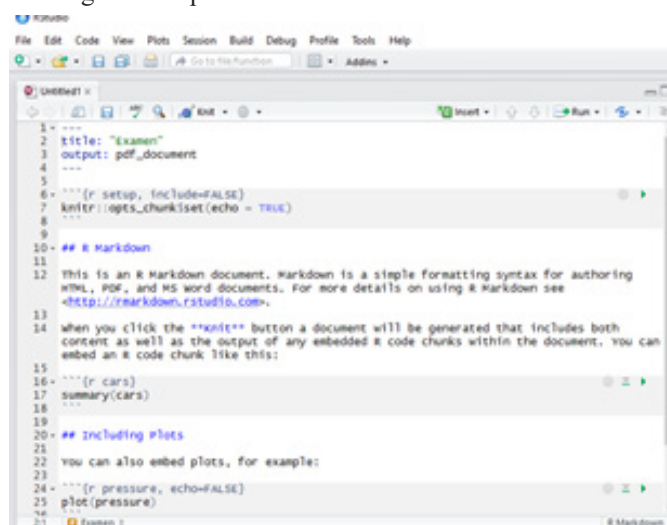 RStudio
File Edit Code View Plots Session Build Debug Profile Tools Help
Go to file/function Addins
Untitled1 ×
Knit Insert Run
1 ---
2 title: "Examen"
3 output: pdf_document
4 ---
5
6 ```{r setup, include=FALSE}
7 knitr::opts_chunk$set(echo = TRUE)
8 ```
9
10 ## R Markdown
11
12 This is an R Markdown document. Markdown is a simple formatting syntax for authoring
HTML, PDF, and MS Word documents. For more details on using R Markdown see
<http://rmarkdown.rstudio.com>.
13
14 When you click the **Knit** button a document will be generated that includes both
content as well as the output of any embedded R code chunks within the document. You can
embed an R code chunk like this:
15
16 ```{r cars}
17 summary(cars)
18 ```
19
20 ## Including Plots
21
22 You can also embed plots, for example:
23
24 ```{r pressure, echo=FALSE}
25 plot(pressure)
26 ```
2:1 Examen R Markdown